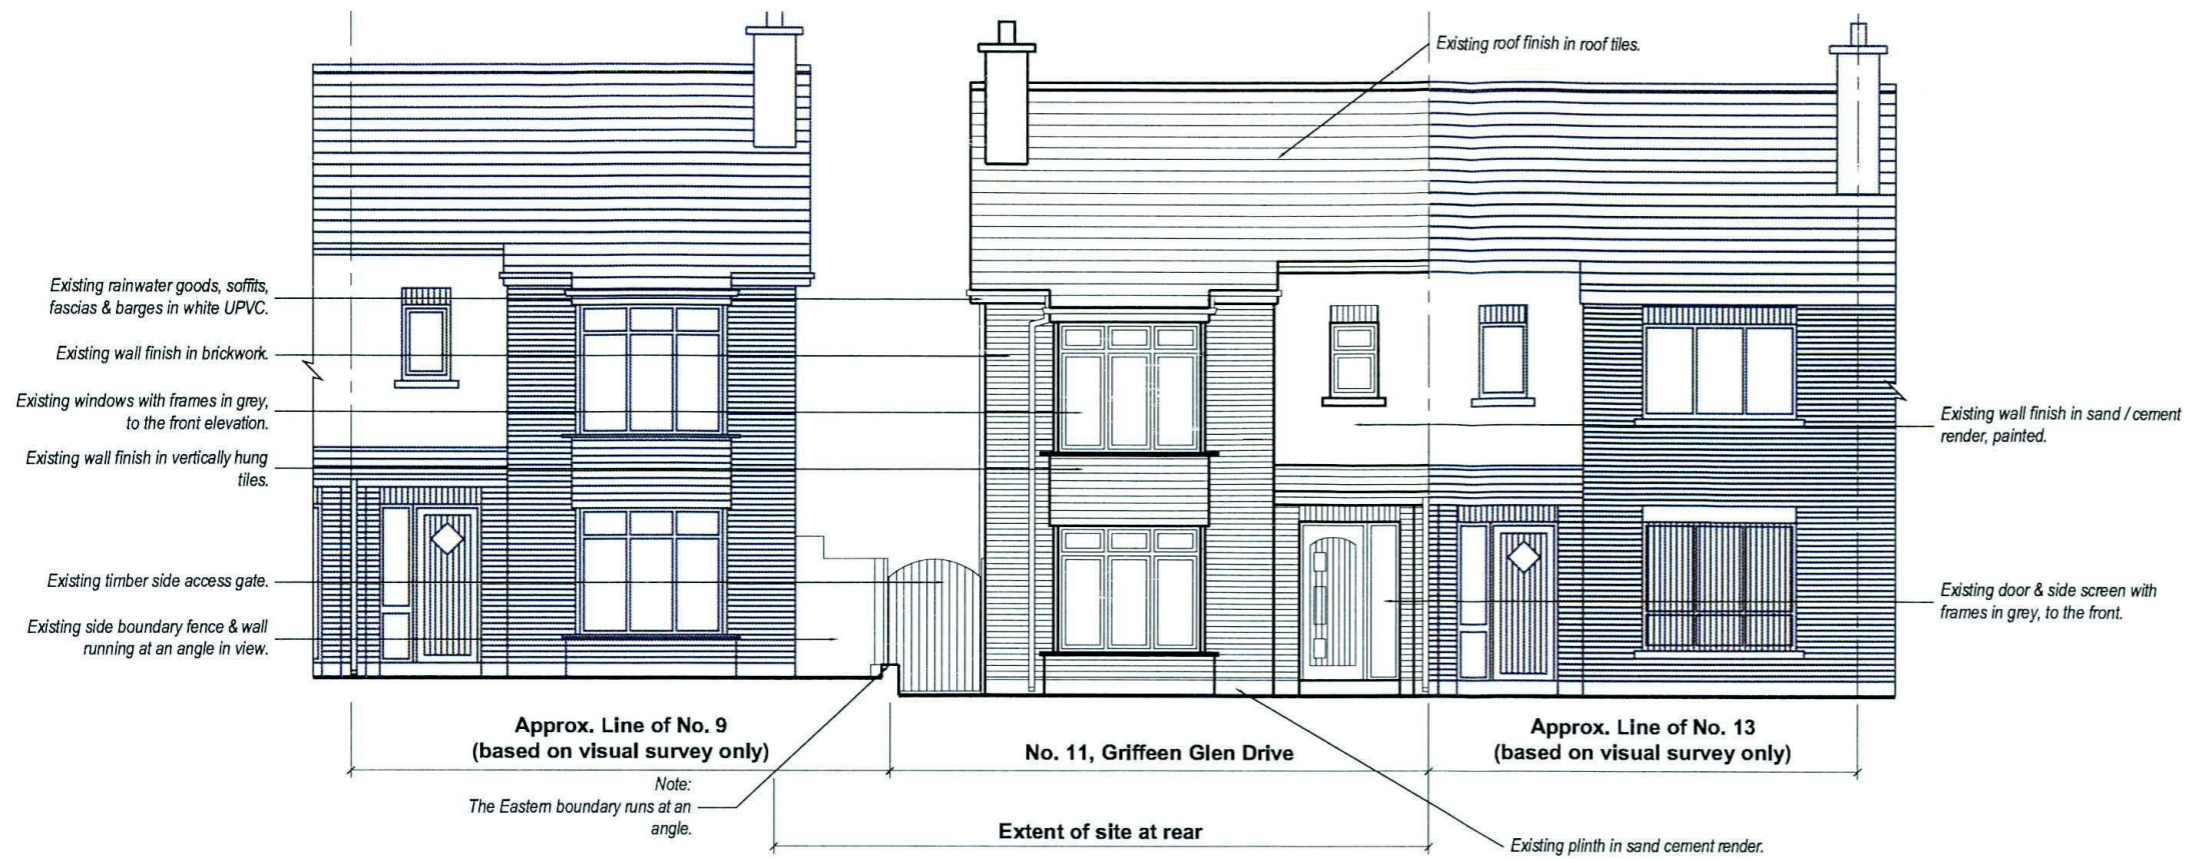 Existing roof finish in roof tiles.
Existing rainwater goods, soffits,
fascias & barges in white UPVC.
Existing wall finish in brickwork.
Existing windows with frames in grey,
to the front elevation.
Existing wall finish in vertically hung
tiles.
Existing timber side access gate.
Existing side boundary fence & wall
running at an angle in view.
Existing wall finish in sand / cement
render, painted.
Existing door & side screen with
frames in grey, to the front.
Approx. Line of No. 9
(based on visual survey only)
No. 11, Griffeen Glen Drive
Approx. Line of No. 13
(based on visual survey only)
Note:
The Eastern boundary runs at an
angle.
Extent of site at rear
Existing plinth in sand cement render.